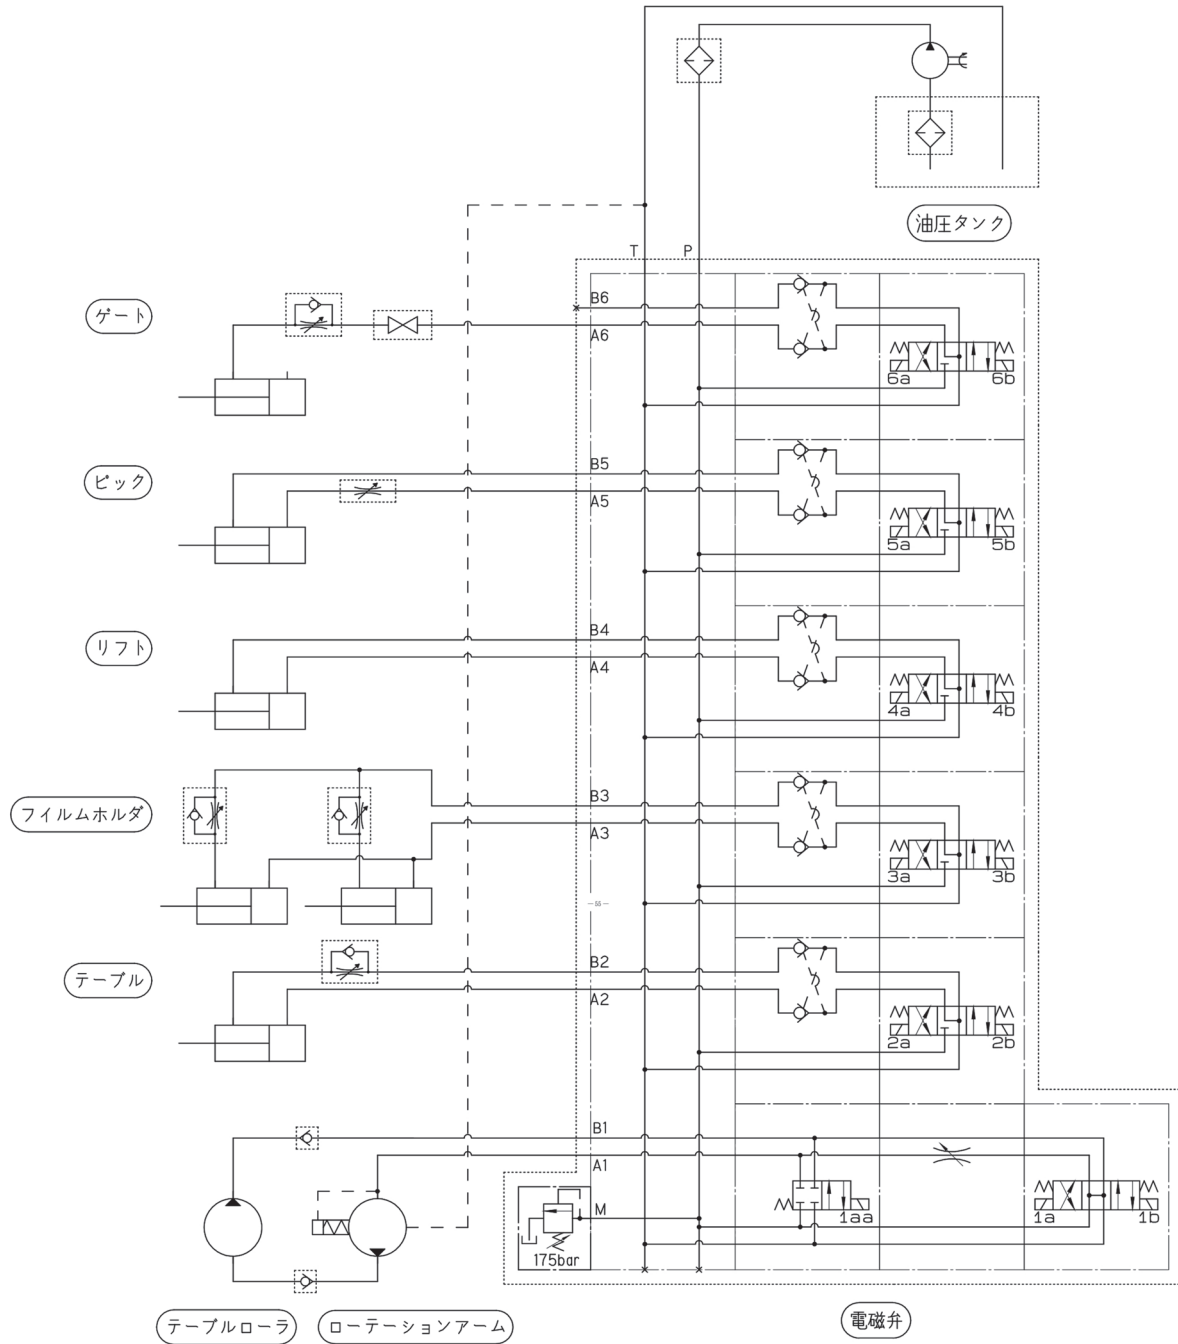 油圧タンク
T
P
ゲート
B6
A6
6a
6b
ピック
B5
A5
5a
5b
リフト
B4
A4
4a
4b
フイルムホルダ
B3
A3
3a
3b
55
テーブル
B2
A2
2a
2b
B1
A1
M
1aa
1a
1b
175bar
テーブルローラ
ローテーションアーム
電磁弁